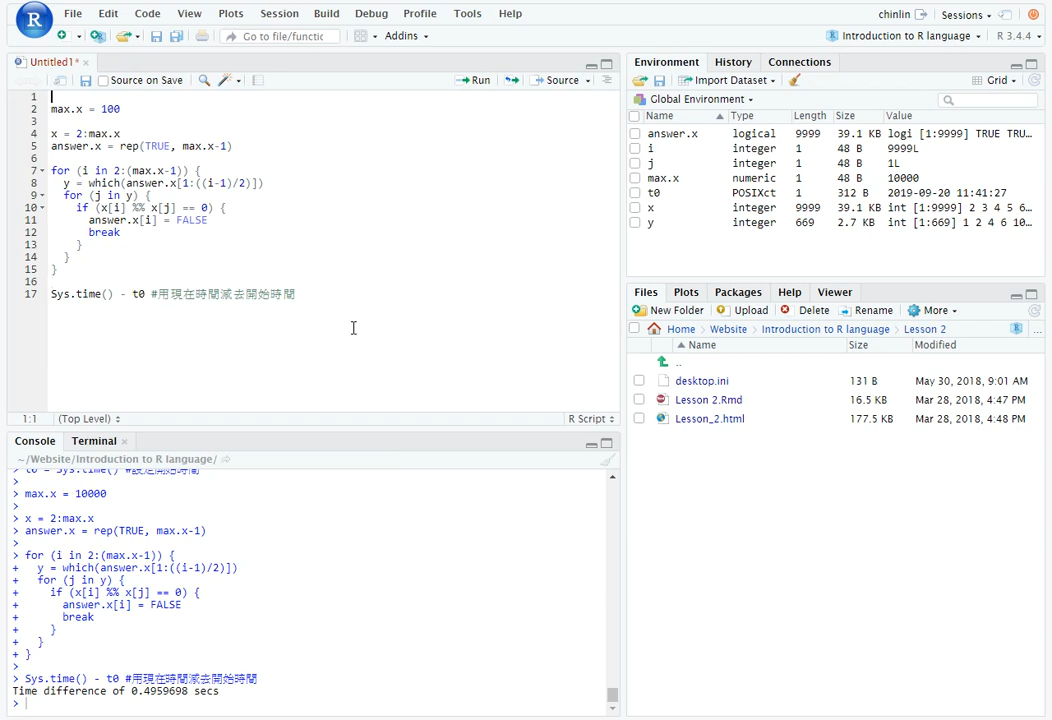 File Edit Code View Plots Session Build Debug Profile Tools Help
chinlin Sessions
Go to file/functic Addins Introduction to R language R 3.4.4
Untitled1*
Source on Save Run Source
1
2 max.x = 100
3
4 x = 2:max.x
5 answer.x = rep(TRUE, max.x-1)
6
7 for (i in 2:(max.x-1)) {
8 y = which(answer.x[1:((i-1)/2)])
9 for (j in y) {
10 if (x[i] %% x[j] == 0) {
11 answer.x[i] = FALSE
12 break
13 }
14 }
15 }
16
17 Sys.time() - t0 #用現在時間減去開始時間
1:1 (Top Level) R Script
Console Terminal
~/Website/Introduction to R language/
> t0 = Sys.time() #設定開始時間
>
> max.x = 10000
>
> x = 2:max.x
> answer.x = rep(TRUE, max.x-1)
>
> for (i in 2:(max.x-1)) {
+ y = which(answer.x[1:((i-1)/2)])
+ for (j in y) {
+ if (x[i] %% x[j] == 0) {
+ answer.x[i] = FALSE
+ break
+ }
+ }
+ }
>
> Sys.time() - t0 #用現在時間減去開始時間
Time difference of 0.4959698 secs
>
Environment History Connections
Import Dataset Grid
Global Environment
Name Type Length Size Value
answer.x logical 9999 39.1 KB logi [1:9999] TRUE TRU…
i integer 1 48 B 9999L
j integer 1 48 B 1L
max.x numeric 1 48 B 10000
t0 POSIXct 1 312 B 2019-09-20 11:41:27
x integer 9999 39.1 KB int [1:9999] 2 3 4 5 6…
y integer 669 2.7 KB int [1:669] 1 2 4 6 10…
Files Plots Packages Help Viewer
New Folder Upload Delete Rename More
Home Website Introduction to R language Lesson 2 ...
Name Size Modified
..
desktop.ini 131 B May 30, 2018, 9:01 AM
Lesson 2.Rmd 16.5 KB Mar 28, 2018, 4:47 PM
Lesson_2.html 177.5 KB Mar 28, 2018, 4:48 PM